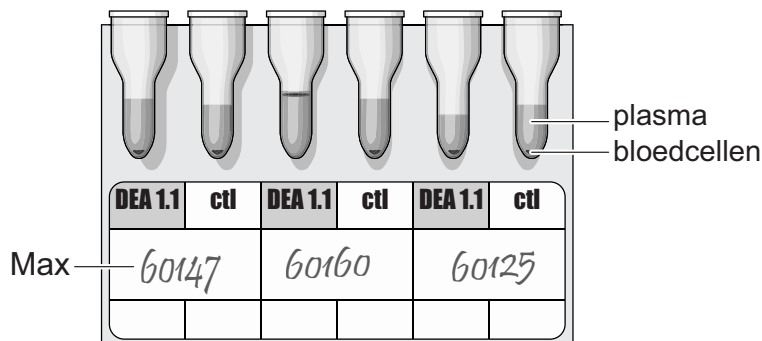 plasma
bloedcellen
DEA 1.1 ctl DEA 1.1 ctl DEA 1.1 ctl
Max 60147 60160 60125